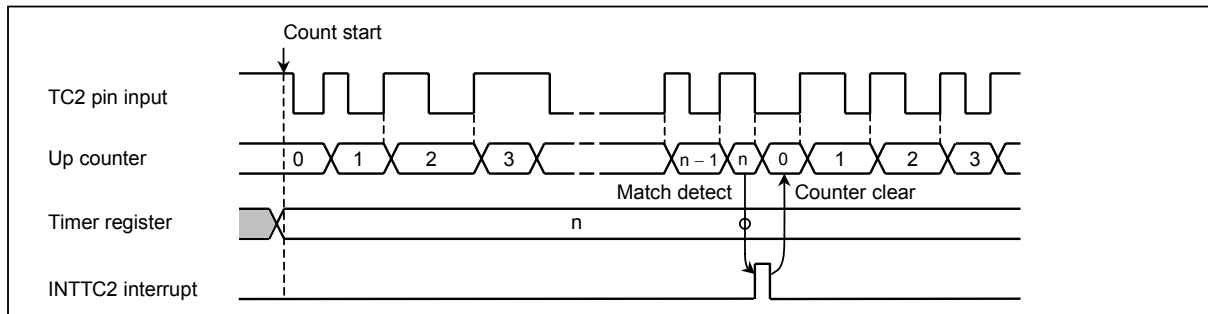 Count start
TC2 pin input
Up counter 0 1 2 3 n − 1 n 0 1 2 3
Match detect Counter clear
Timer register n
INTTC2 interrupt